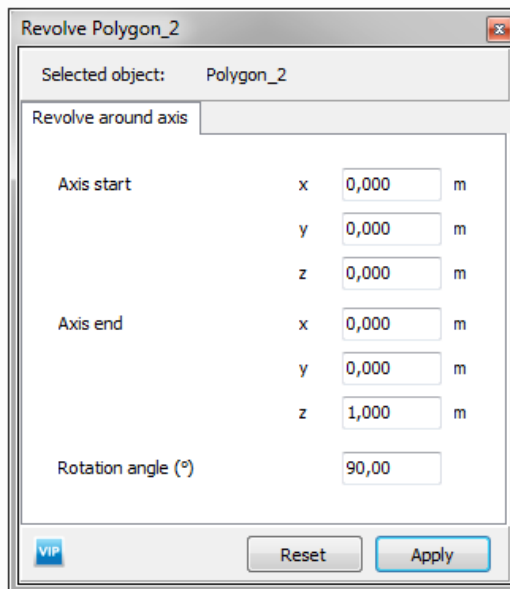 Revolve Polygon_2
Selected object: Polygon_2
Revolve around axis
Axis start x 0,000 m
y 0,000 m
z 0,000 m
Axis end x 0,000 m
y 0,000 m
z 1,000 m
Rotation angle (°) 90,00
VIP Reset Apply